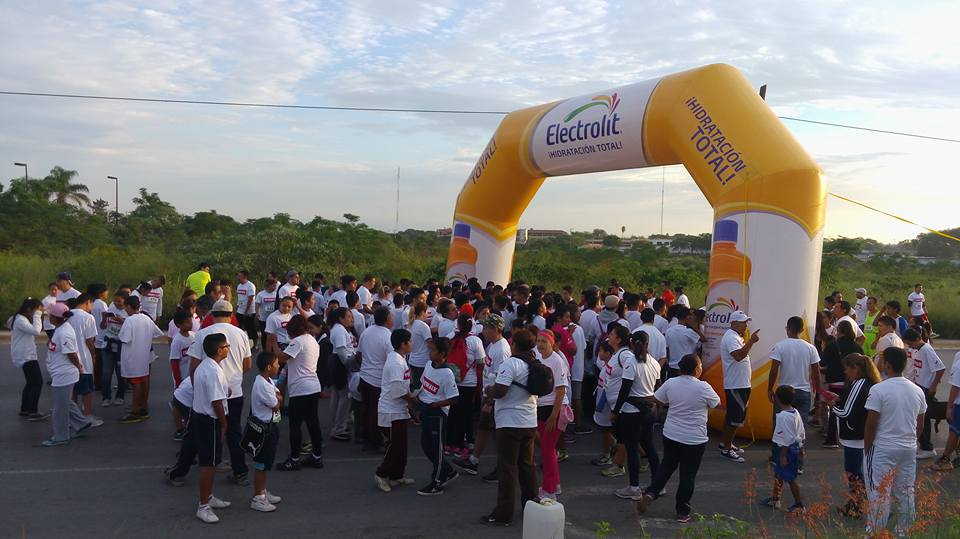 Electrolit
¡HIDRATACIÓN TOTAL!
¡HIDRATACIÓN
TOTAL!
TOTAL!
Electrolit